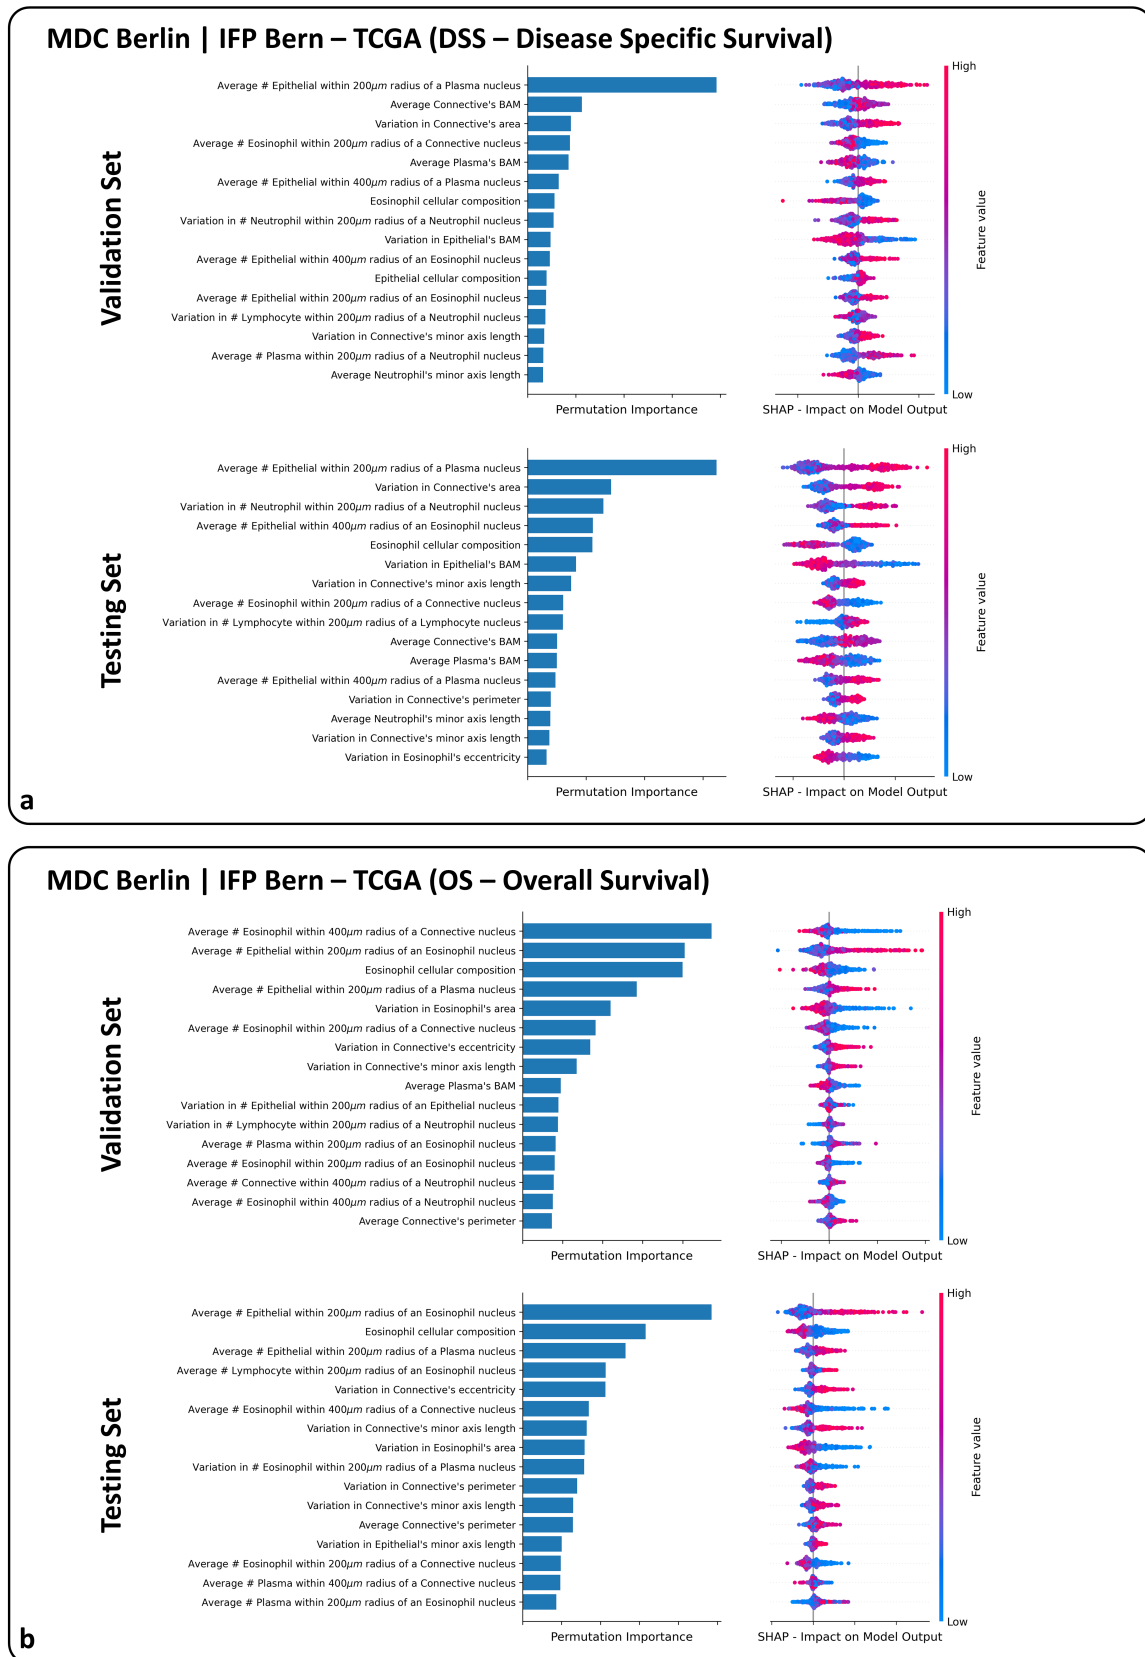 MDC Berlin | IFP Bern – TCGA (DSS – Disease Specific Survival)
Validation Set
Average # Epithelial within 200μm radius of a Plasma nucleus
Average Connective's BAM
Variation in Connective's area
Average # Eosinophil within 200μm radius of a Connective nucleus
Average Plasma's BAM
Average # Epithelial within 400μm radius of a Plasma nucleus
Eosinophil cellular composition
Variation in # Neutrophil within 200μm radius of a Neutrophil nucleus
Variation in Epithelial's BAM
Average # Epithelial within 400μm radius of an Eosinophil nucleus
Epithelial cellular composition
Average # Epithelial within 200μm radius of an Eosinophil nucleus
Variation in # Lymphocyte within 200μm radius of a Neutrophil nucleus
Variation in Connective's minor axis length
Average # Plasma within 200μm radius of a Neutrophil nucleus
Average Neutrophil's minor axis length
Permutation Importance
SHAP - Impact on Model Output
High
Feature value
Low
Testing Set
Average # Epithelial within 200μm radius of a Plasma nucleus
Variation in Connective's area
Variation in # Neutrophil within 200μm radius of a Neutrophil nucleus
Average # Epithelial within 400μm radius of an Eosinophil nucleus
Eosinophil cellular composition
Variation in Epithelial's BAM
Variation in Connective's minor axis length
Average # Eosinophil within 200μm radius of a Connective nucleus
Variation in # Lymphocyte within 200μm radius of a Lymphocyte nucleus
Average Connective's BAM
Average Plasma's BAM
Average # Epithelial within 400μm radius of a Plasma nucleus
Variation in Connective's perimeter
Average Neutrophil's minor axis length
Variation in Connective's minor axis length
Variation in Eosinophil's eccentricity
Permutation Importance
SHAP - Impact on Model Output
High
Feature value
Low
a
MDC Berlin | IFP Bern – TCGA (OS – Overall Survival)
Validation Set
Average # Eosinophil within 400μm radius of a Connective nucleus
Average # Epithelial within 200μm radius of an Eosinophil nucleus
Eosinophil cellular composition
Average # Epithelial within 200μm radius of a Plasma nucleus
Variation in Eosinophil's area
Average # Eosinophil within 200μm radius of a Connective nucleus
Variation in Connective's eccentricity
Variation in Connective's minor axis length
Average Plasma's BAM
Variation in # Epithelial within 200μm radius of an Epithelial nucleus
Variation in # Lymphocyte within 200μm radius of a Neutrophil nucleus
Average # Plasma within 200μm radius of an Eosinophil nucleus
Average # Eosinophil within 200μm radius of an Eosinophil nucleus
Average # Connective within 400μm radius of a Neutrophil nucleus
Average # Eosinophil within 400μm radius of a Neutrophil nucleus
Average Connective's perimeter
Permutation Importance
SHAP - Impact on Model Output
High
Feature value
Low
Testing Set
Average # Epithelial within 200μm radius of an Eosinophil nucleus
Eosinophil cellular composition
Average # Epithelial within 200μm radius of a Plasma nucleus
Average # Lymphocyte within 200μm radius of an Eosinophil nucleus
Variation in Connective's eccentricity
Average # Eosinophil within 400μm radius of a Connective nucleus
Variation in Connective's minor axis length
Variation in Eosinophil's area
Variation in # Eosinophil within 200μm radius of a Plasma nucleus
Variation in Connective's perimeter
Variation in Connective's minor axis length
Average Connective's perimeter
Variation in Epithelial's minor axis length
Average # Eosinophil within 200μm radius of a Connective nucleus
Average # Plasma within 400μm radius of a Connective nucleus
Average # Plasma within 200μm radius of an Eosinophil nucleus
Permutation Importance
SHAP - Impact on Model Output
High
Feature value
Low
b